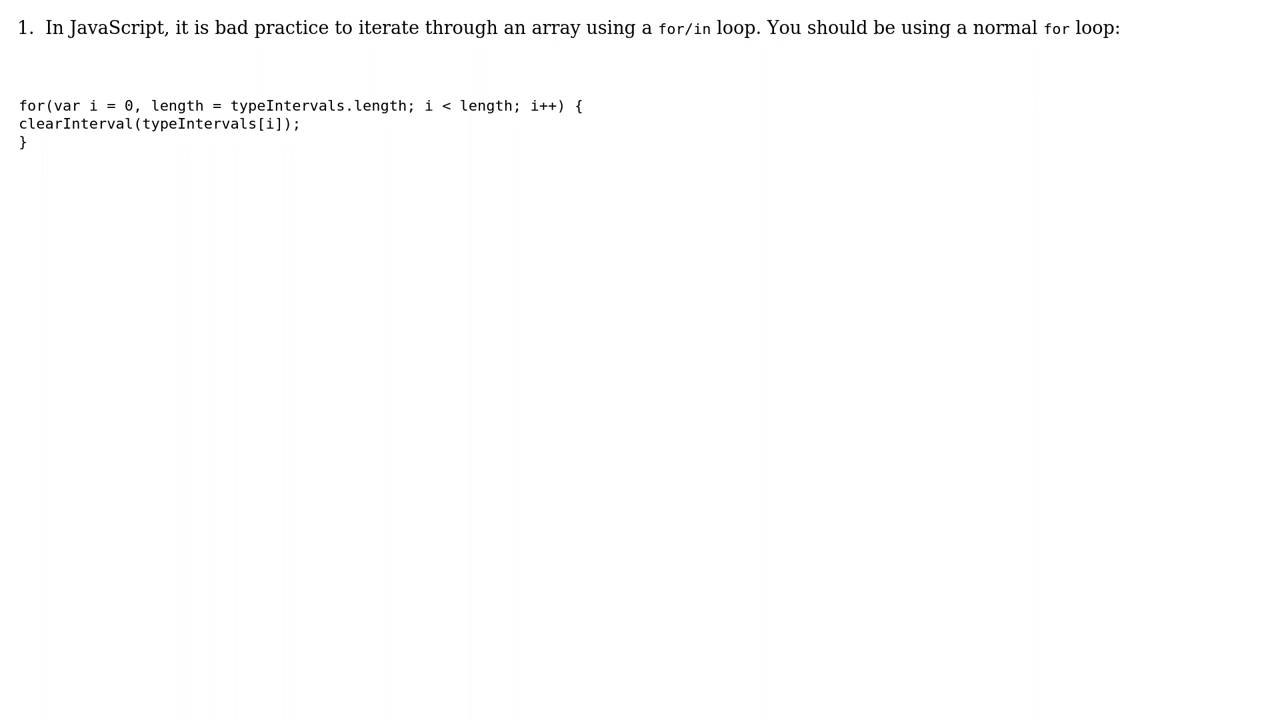 1. In JavaScript, it is bad practice to iterate through an array using a for/in loop. You should be using a normal for loop:
for(var i = 0, length = typeIntervals.length; i < length; i++) {
clearInterval(typeIntervals[i]);
}